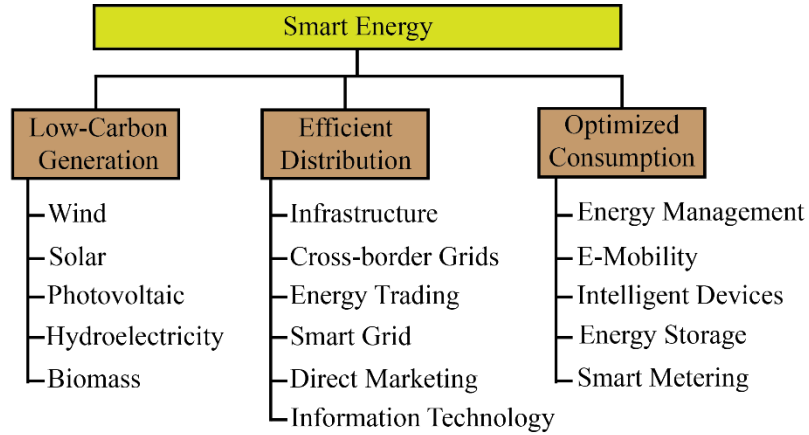 Smart Energy
Low-Carbon
Generation
Wind
Solar
Photovoltaic
Hydroelectricity
Biomass
Efficient
Distribution
Infrastructure
Cross-border Grids
Energy Trading
Smart Grid
Direct Marketing
Information Technology
Optimized
Consumption
Energy Management
E-Mobility
Intelligent Devices
Energy Storage
Smart Metering